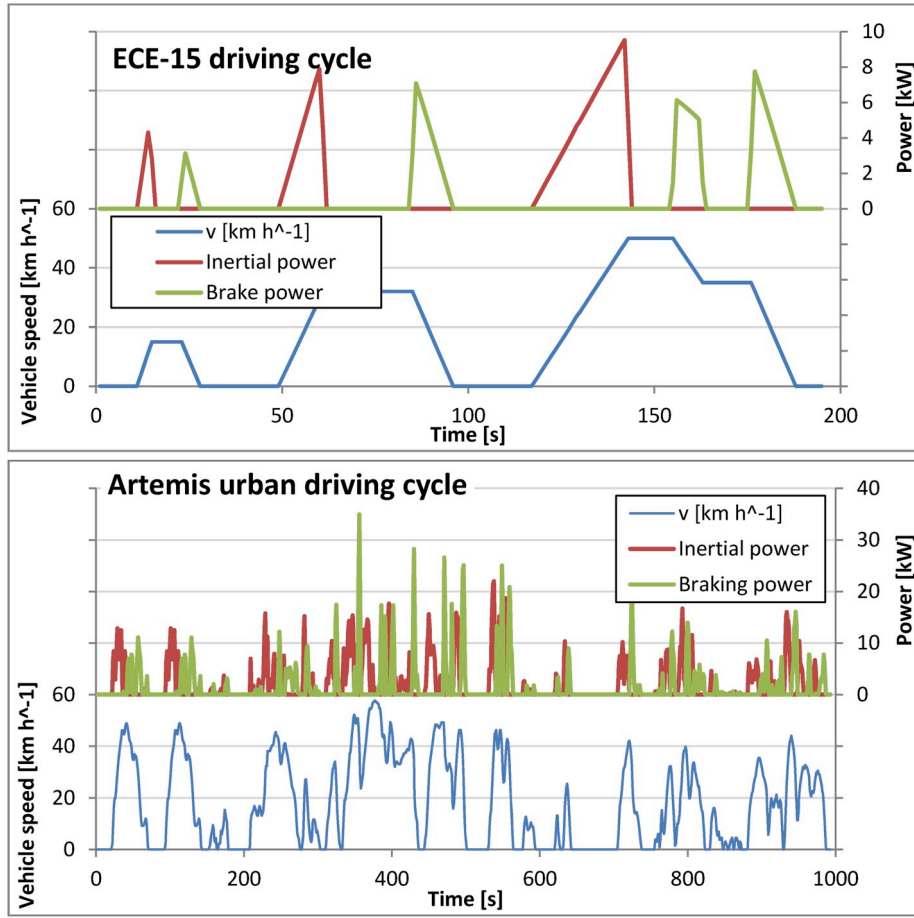 ECE-15 driving cycle
10
8
6
4
2
0
Power [kW]
60
40
20
0
Vehicle speed [km h^-1]
v [km h^-1]
Inertial power
Brake power
0
50
100
150
200
Time [s]
Artemis urban driving cycle
40
30
20
10
0
Power [kW]
v [km h^-1]
Inertial power
Braking power
60
40
20
0
Vehicle speed [km h^-1]
0
200
400
600
800
1000
Time [s]